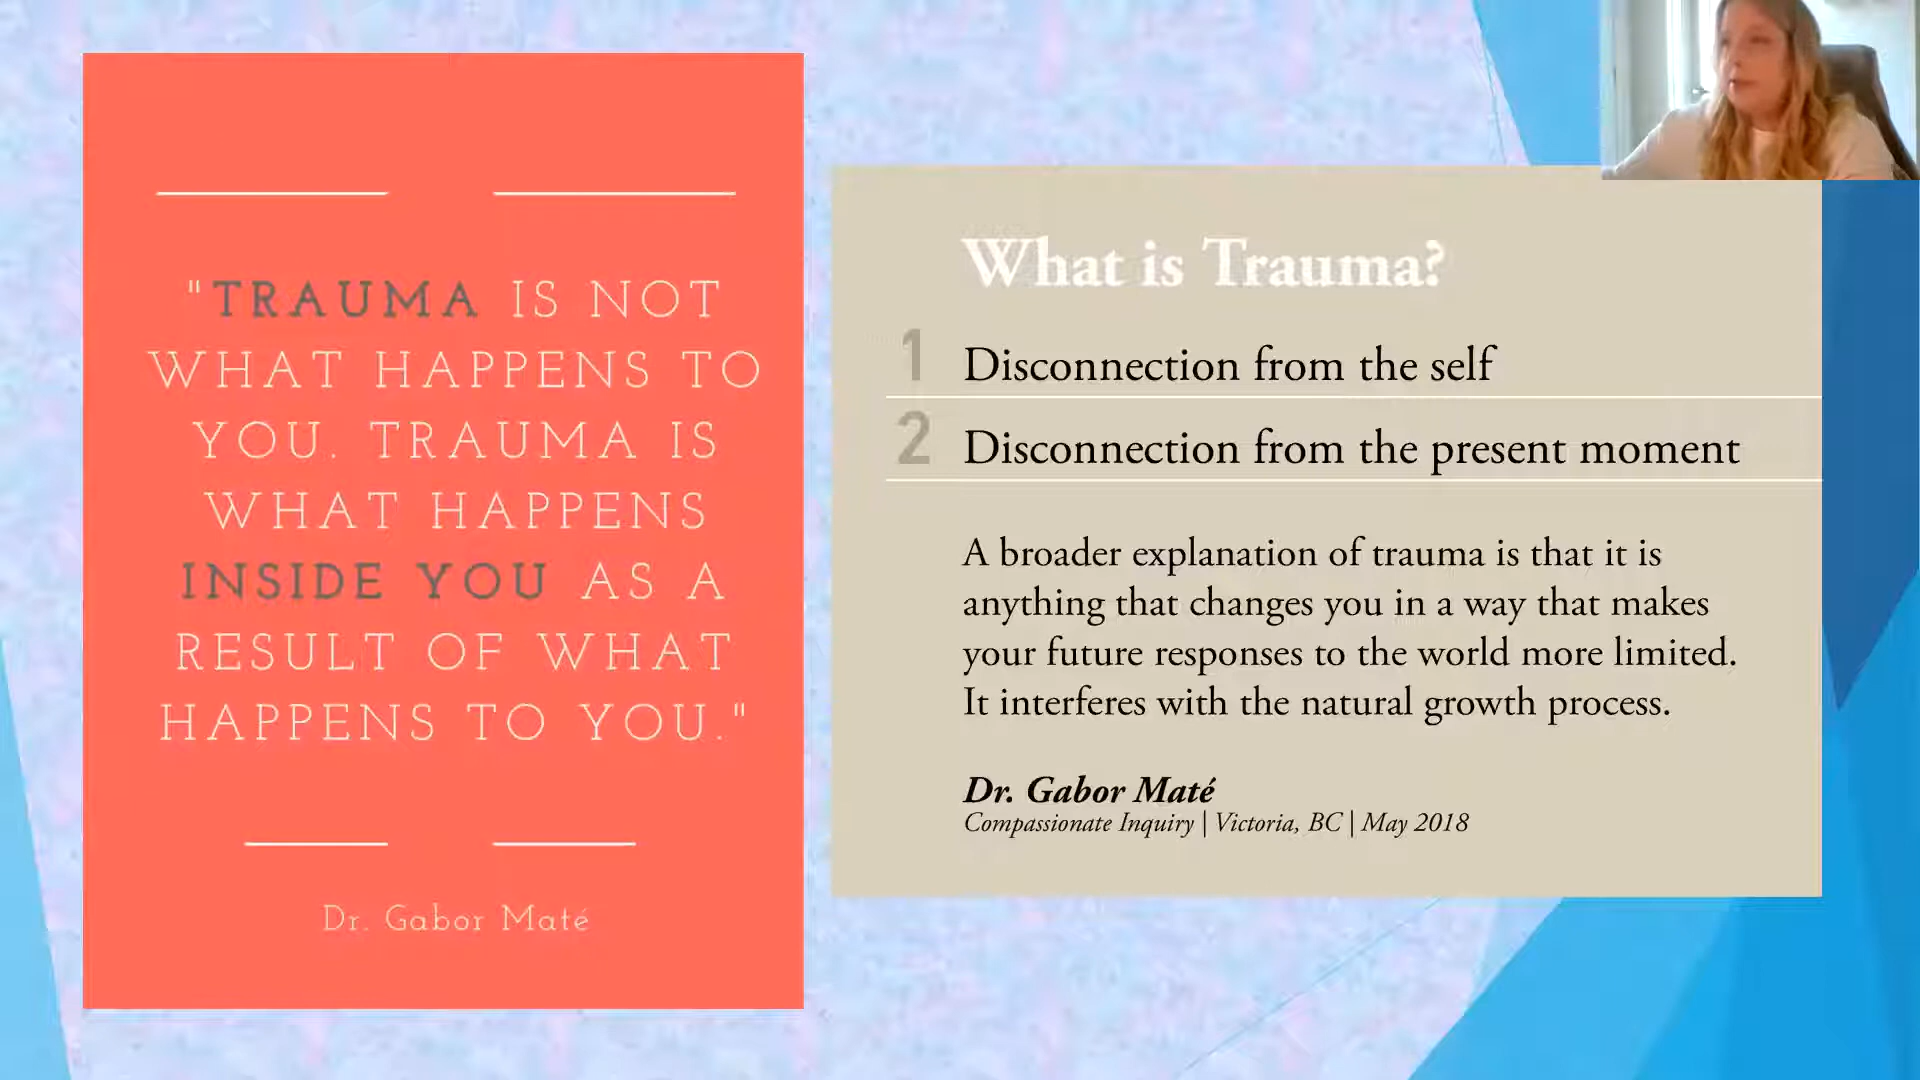 "TRAUMA IS NOT
WHAT HAPPENS TO
YOU. TRAUMA IS
WHAT HAPPENS
INSIDE YOU AS A
RESULT OF WHAT
HAPPENS TO YOU."
Dr. Gabor Maté
What is Trauma?
1 Disconnection from the self
2 Disconnection from the present moment
A broader explanation of trauma is that it is
anything that changes you in a way that makes
your future responses to the world more limited.
It interferes with the natural growth process.
Dr. Gabor Maté
Compassionate Inquiry | Victoria, BC | May 2018